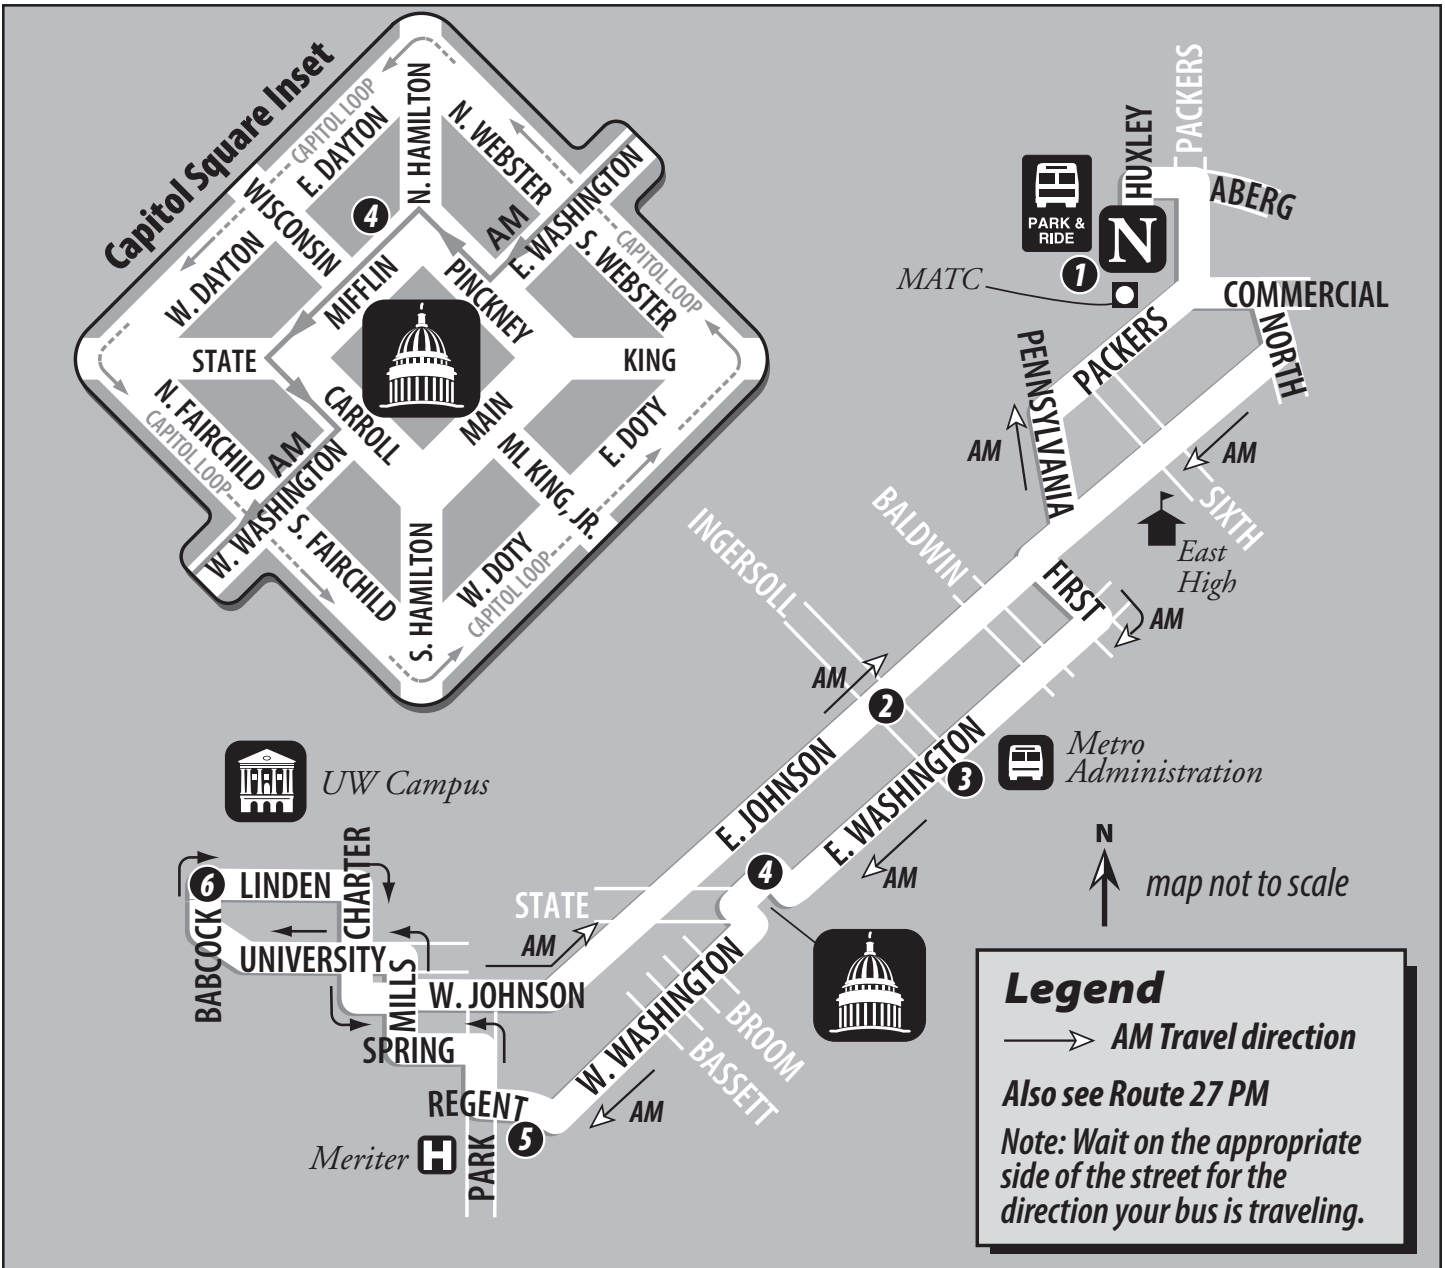 Capitol Square Inset
CAPITOL LOOP
E. DAYTON
N. HAMILTON
N. WEBSTER
WISCONSIN
4
AM
E. WASHINGTON
W. DAYTON
MIFFLIN
PINCKNEY
S. WEBSTER
CAPITOL LOOP
STATE
KING
N. FAIRCHILD
CAPITOL LOOP
AM
W. WASHINGTON
CARROLL
MAIN
ML KING, JR.
E. DOTY
S. FAIRCHILD
S. HAMILTON
W. DOTY
CAPITOL LOOP
PACKERS
HUXLEY
ABERG
PARK &
RIDE
N
1
MATC
COMMERCIAL
NORTH
PENNSYLVANIA
PACKERS
AM
AM
SIXTH
East
High
BALDWIN
INGERSOLL
FIRST
AM
AM
2
E. JOHNSON
E. WASHINGTON
3
Metro
Administration
UW Campus
CHARTER
6
LINDEN
BABCOCK
UNIVERSITY
MILLS
W. JOHNSON
SPRING
STATE
AM
4
AM
W. WASHINGTON
BROOM
BASSETT
AM
REGENT
5
Meriter
H
PARK
N
map not to scale
Legend
AM Travel direction
Also see Route 27 PM
Note: Wait on the appropriate
side of the street for the
direction your bus is traveling.